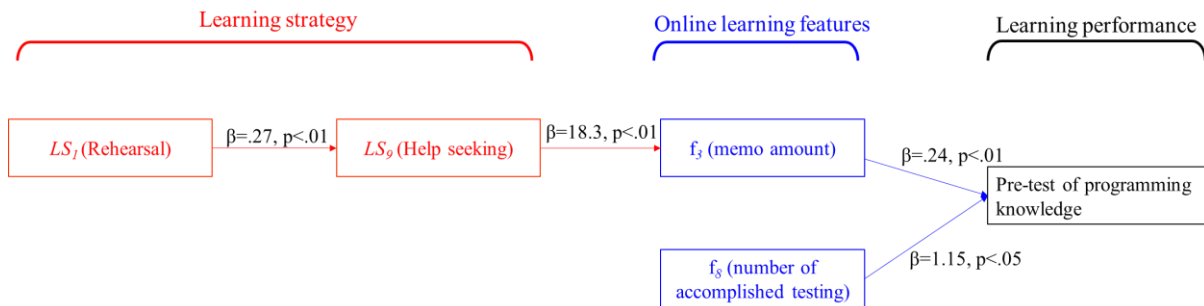 Learning strategy
Online learning features
Learning performance
LS₁ (Rehearsal)
β=.27, p<.01
LS₉ (Help seeking)
β=18.3, p<.01
f₃ (memo amount)
β=.24, p<.01
Pre-test of programming
knowledge
f₈ (number of
accomplished testing)
β=1.15, p<.05